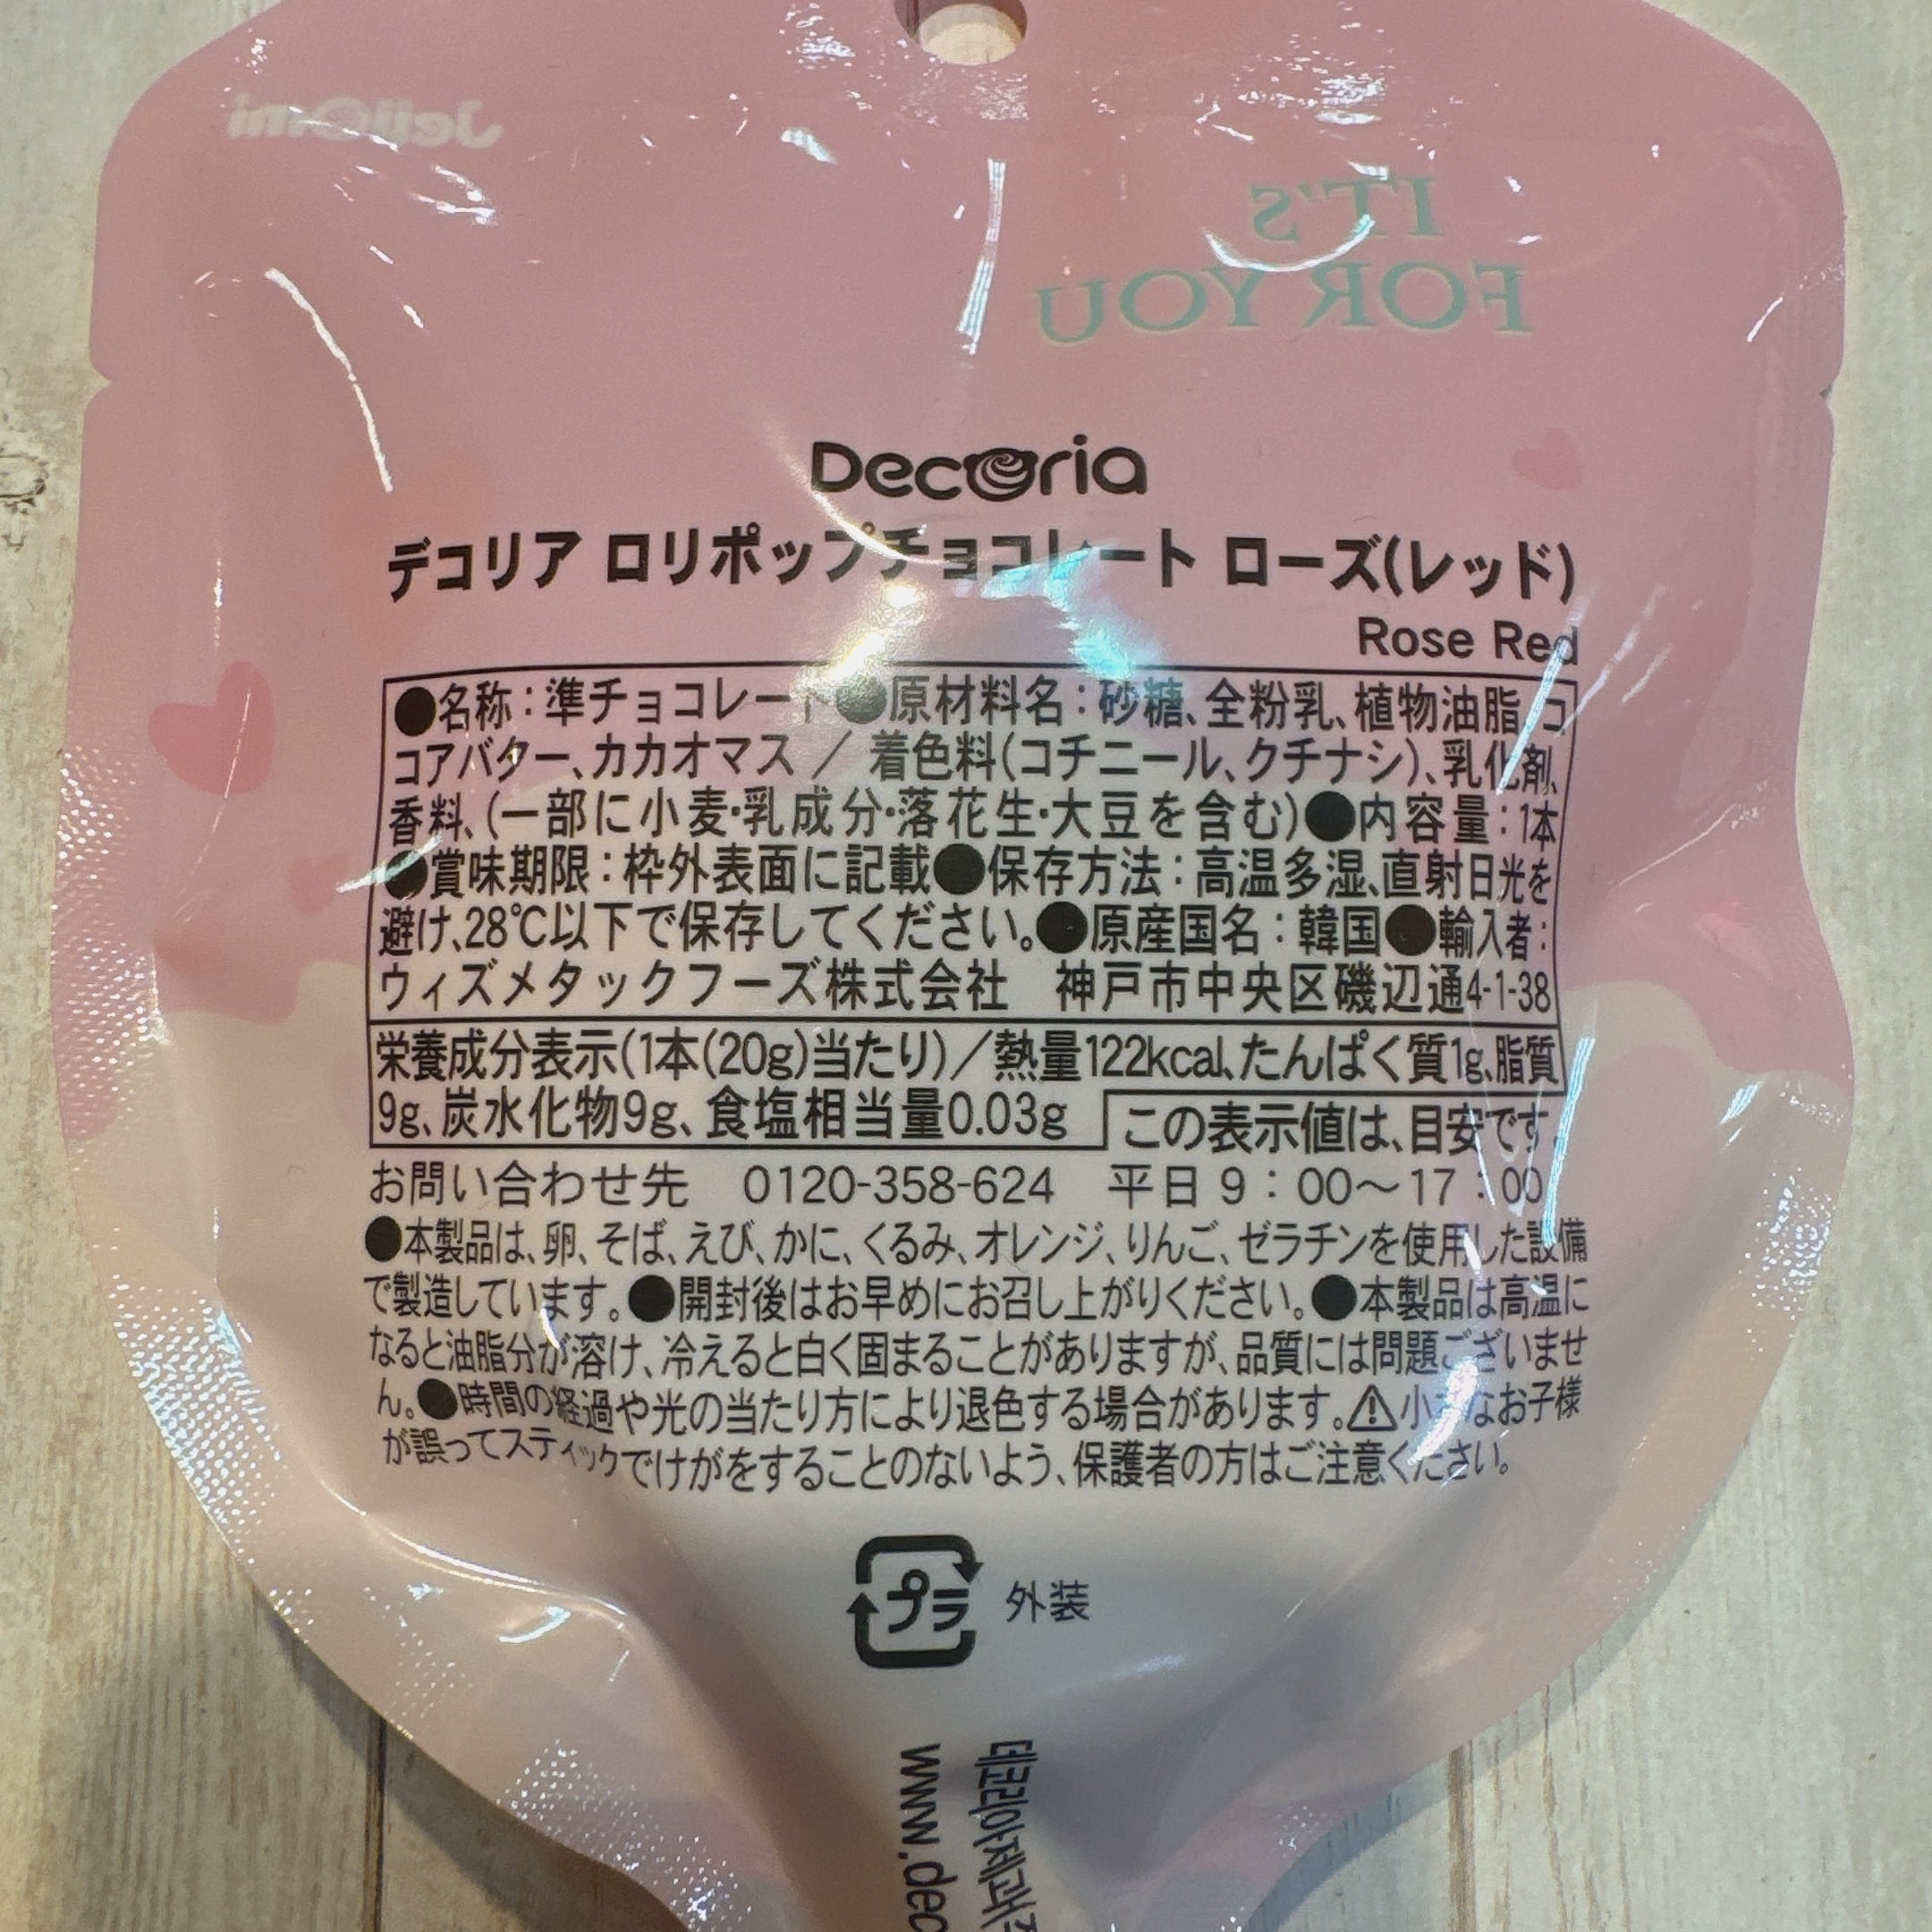 JellOmi
IT's
FOR YOU
Decoria
デコリア ロリポップチョコレート ローズ(レッド)
Rose Red
●名称：準チョコレート●原材料名：砂糖、全粉乳、植物油脂、コ
コアバター、カカオマス／着色料(コチニール、クチナシ)、乳化剤、
香料、(一部に小麦・乳成分・落花生・大豆を含む)●内容量：1本
●賞味期限：枠外表面に記載●保存方法：高温多湿、直射日光を
避け、28℃以下で保存してください。●原産国名：韓国●輸入者：
ウィズメタックフーズ株式会社　神戸市中央区磯辺通4-1-38
栄養成分表示(1本(20g)当たり)／熱量122kcal、たんぱく質1g、脂質
9g、炭水化物9g、食塩相当量0.03g この表示値は、目安です。
お問い合わせ先　0120-358-624　平日 9：00～17：00
●本製品は、卵、そば、えび、かに、くるみ、オレンジ、りんご、ゼラチンを使用した設備
で製造しています。●開封後はお早めにお召し上がりください。●本製品は高温に
なると油脂分が溶け、冷えると白く固まることがありますが、品質には問題ございませ
ん。●時間の経過や光の当たり方により退色する場合があります。⚠小さなお子様
が誤ってスティックでけがをすることのないよう、保護者の方はご注意ください。
プラ 外装
데코리아제과
www.dec